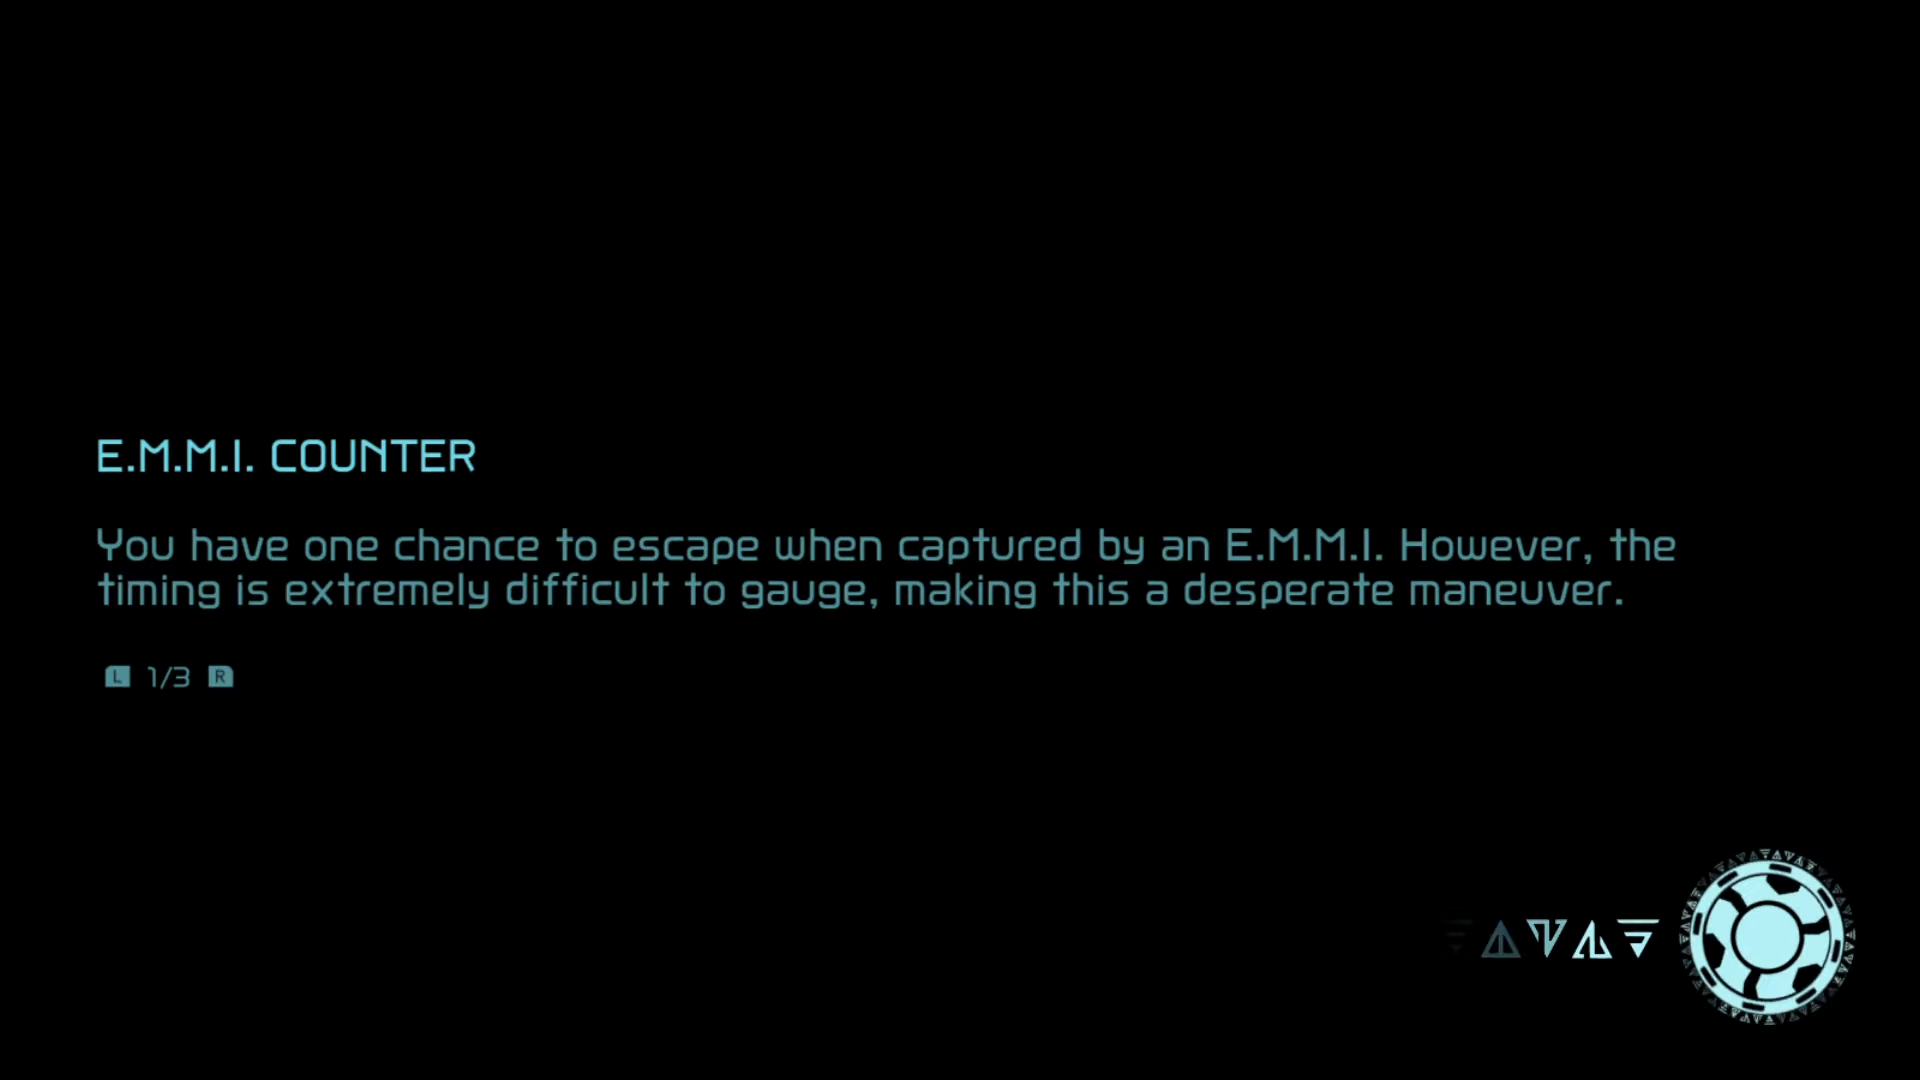 E.M.M.I. COUNTER
You have one chance to escape when captured by an E.M.M.I. However, the
timing is extremely difficult to gauge, making this a desperate maneuver.
L 1/3 R